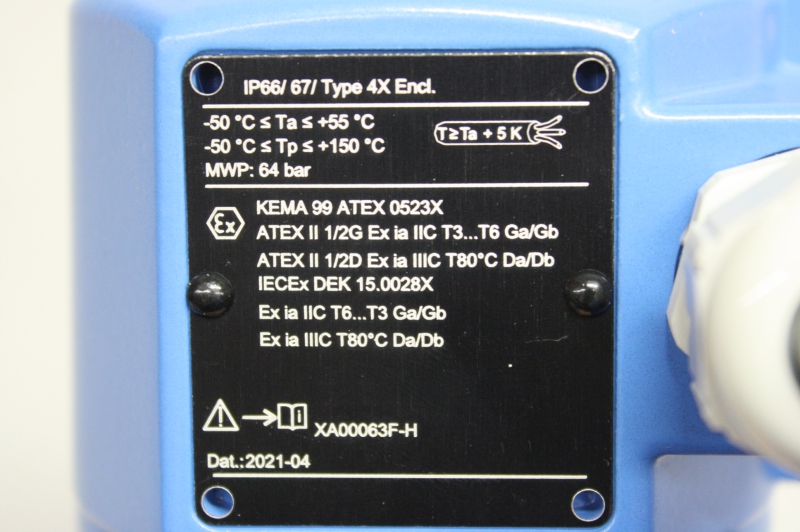 IP66/ 67/ Type 4X Encl.
-50 °C ≤ Ta ≤ +55 °C
-50 °C ≤ Tp ≤ +150 °C
T≥Ta + 5 K
MWP: 64 bar
Ex
KEMA 99 ATEX 0523X
ATEX II 1/2G Ex ia IIC T3...T6 Ga/Gb
ATEX II 1/2D Ex ia IIIC T80°C Da/Db
IECEx DEK 15.0028X
Ex ia IIC T6...T3 Ga/Gb
Ex ia IIIC T80°C Da/Db
XA00063F-H
Dat.:2021-04